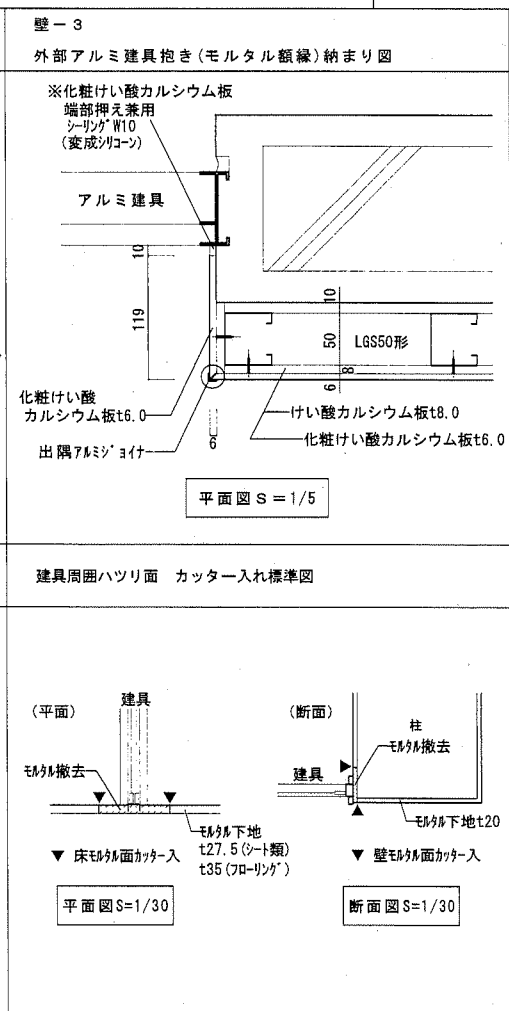 壁－3
外部アルミ建具抱き(モルタル額縁)納まり図
※化粧けい酸カルシウム板
端部押え兼用
シーリングW10
(変成シリコーン)
アルミ建具
10
119
10
50
8
6
LGS50形
化粧けい酸
カルシウム板t6.0
けい酸カルシウム板t8.0
化粧けい酸カルシウム板t6.0
出隅アルミジョイナー
6
平面図S＝1/5
建具周囲ハツリ面　カッター入れ標準図
(平面)
建具
モルタル撤去
モルタル下地
t27.5(シート類)
t35(フローリング)
▼ 床モルタル面カッター入
平面図S=1/30
(断面)
柱
モルタル撤去
建具
モルタル下地t20
▼ 壁モルタル面カッター入
断面図S=1/30